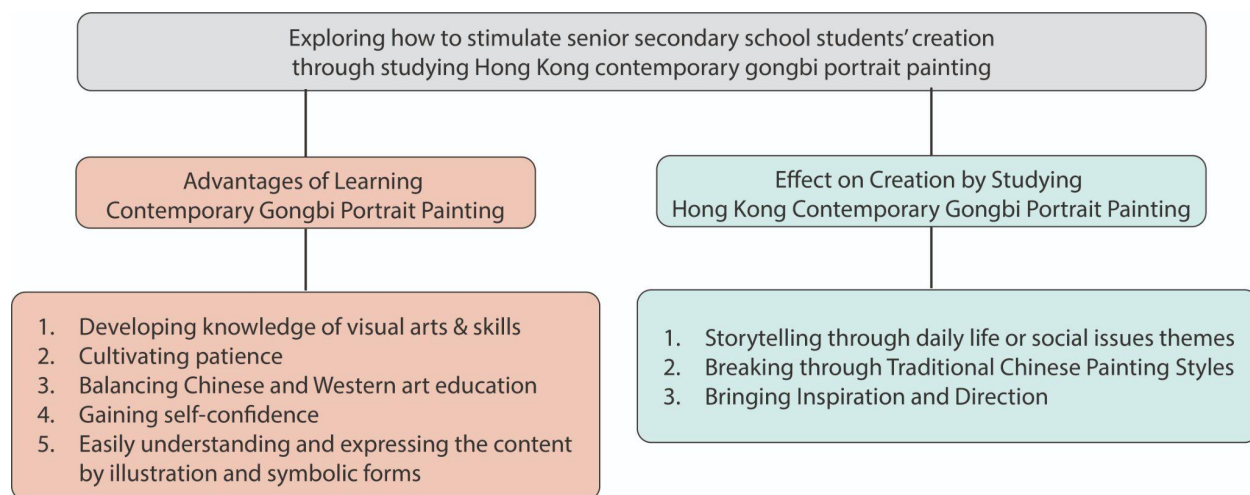 Exploring how to stimulate senior secondary school students' creation
through studying Hong Kong contemporary gongbi portrait painting
Advantages of Learning
Contemporary Gongbi Portrait Painting
1. Developing knowledge of visual arts & skills
2. Cultivating patience
3. Balancing Chinese and Western art education
4. Gaining self-confidence
5. Easily understanding and expressing the content
by illustration and symbolic forms
Effect on Creation by Studying
Hong Kong Contemporary Gongbi Portrait Painting
1. Storytelling through daily life or social issues themes
2. Breaking through Traditional Chinese Painting Styles
3. Bringing Inspiration and Direction